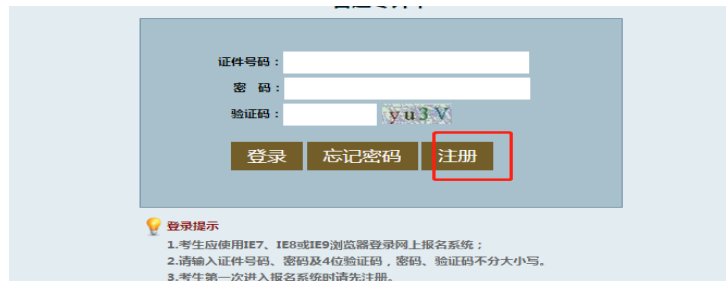 证件号码：
密 码：
验证码： yu3V
登录 忘记密码 注册
登录提示
1.考生应使用IE7、IE8或IE9浏览器登录网上报名系统；
2.请输入证件号码、密码及4位验证码，密码、验证码不分大小写。
3.考生第一次进入报名系统时请先注册。